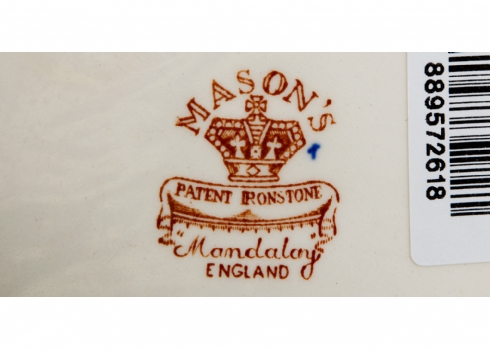 MASON'S
PATENT IRONSTONE
"Mandalay"
ENGLAND
889572618